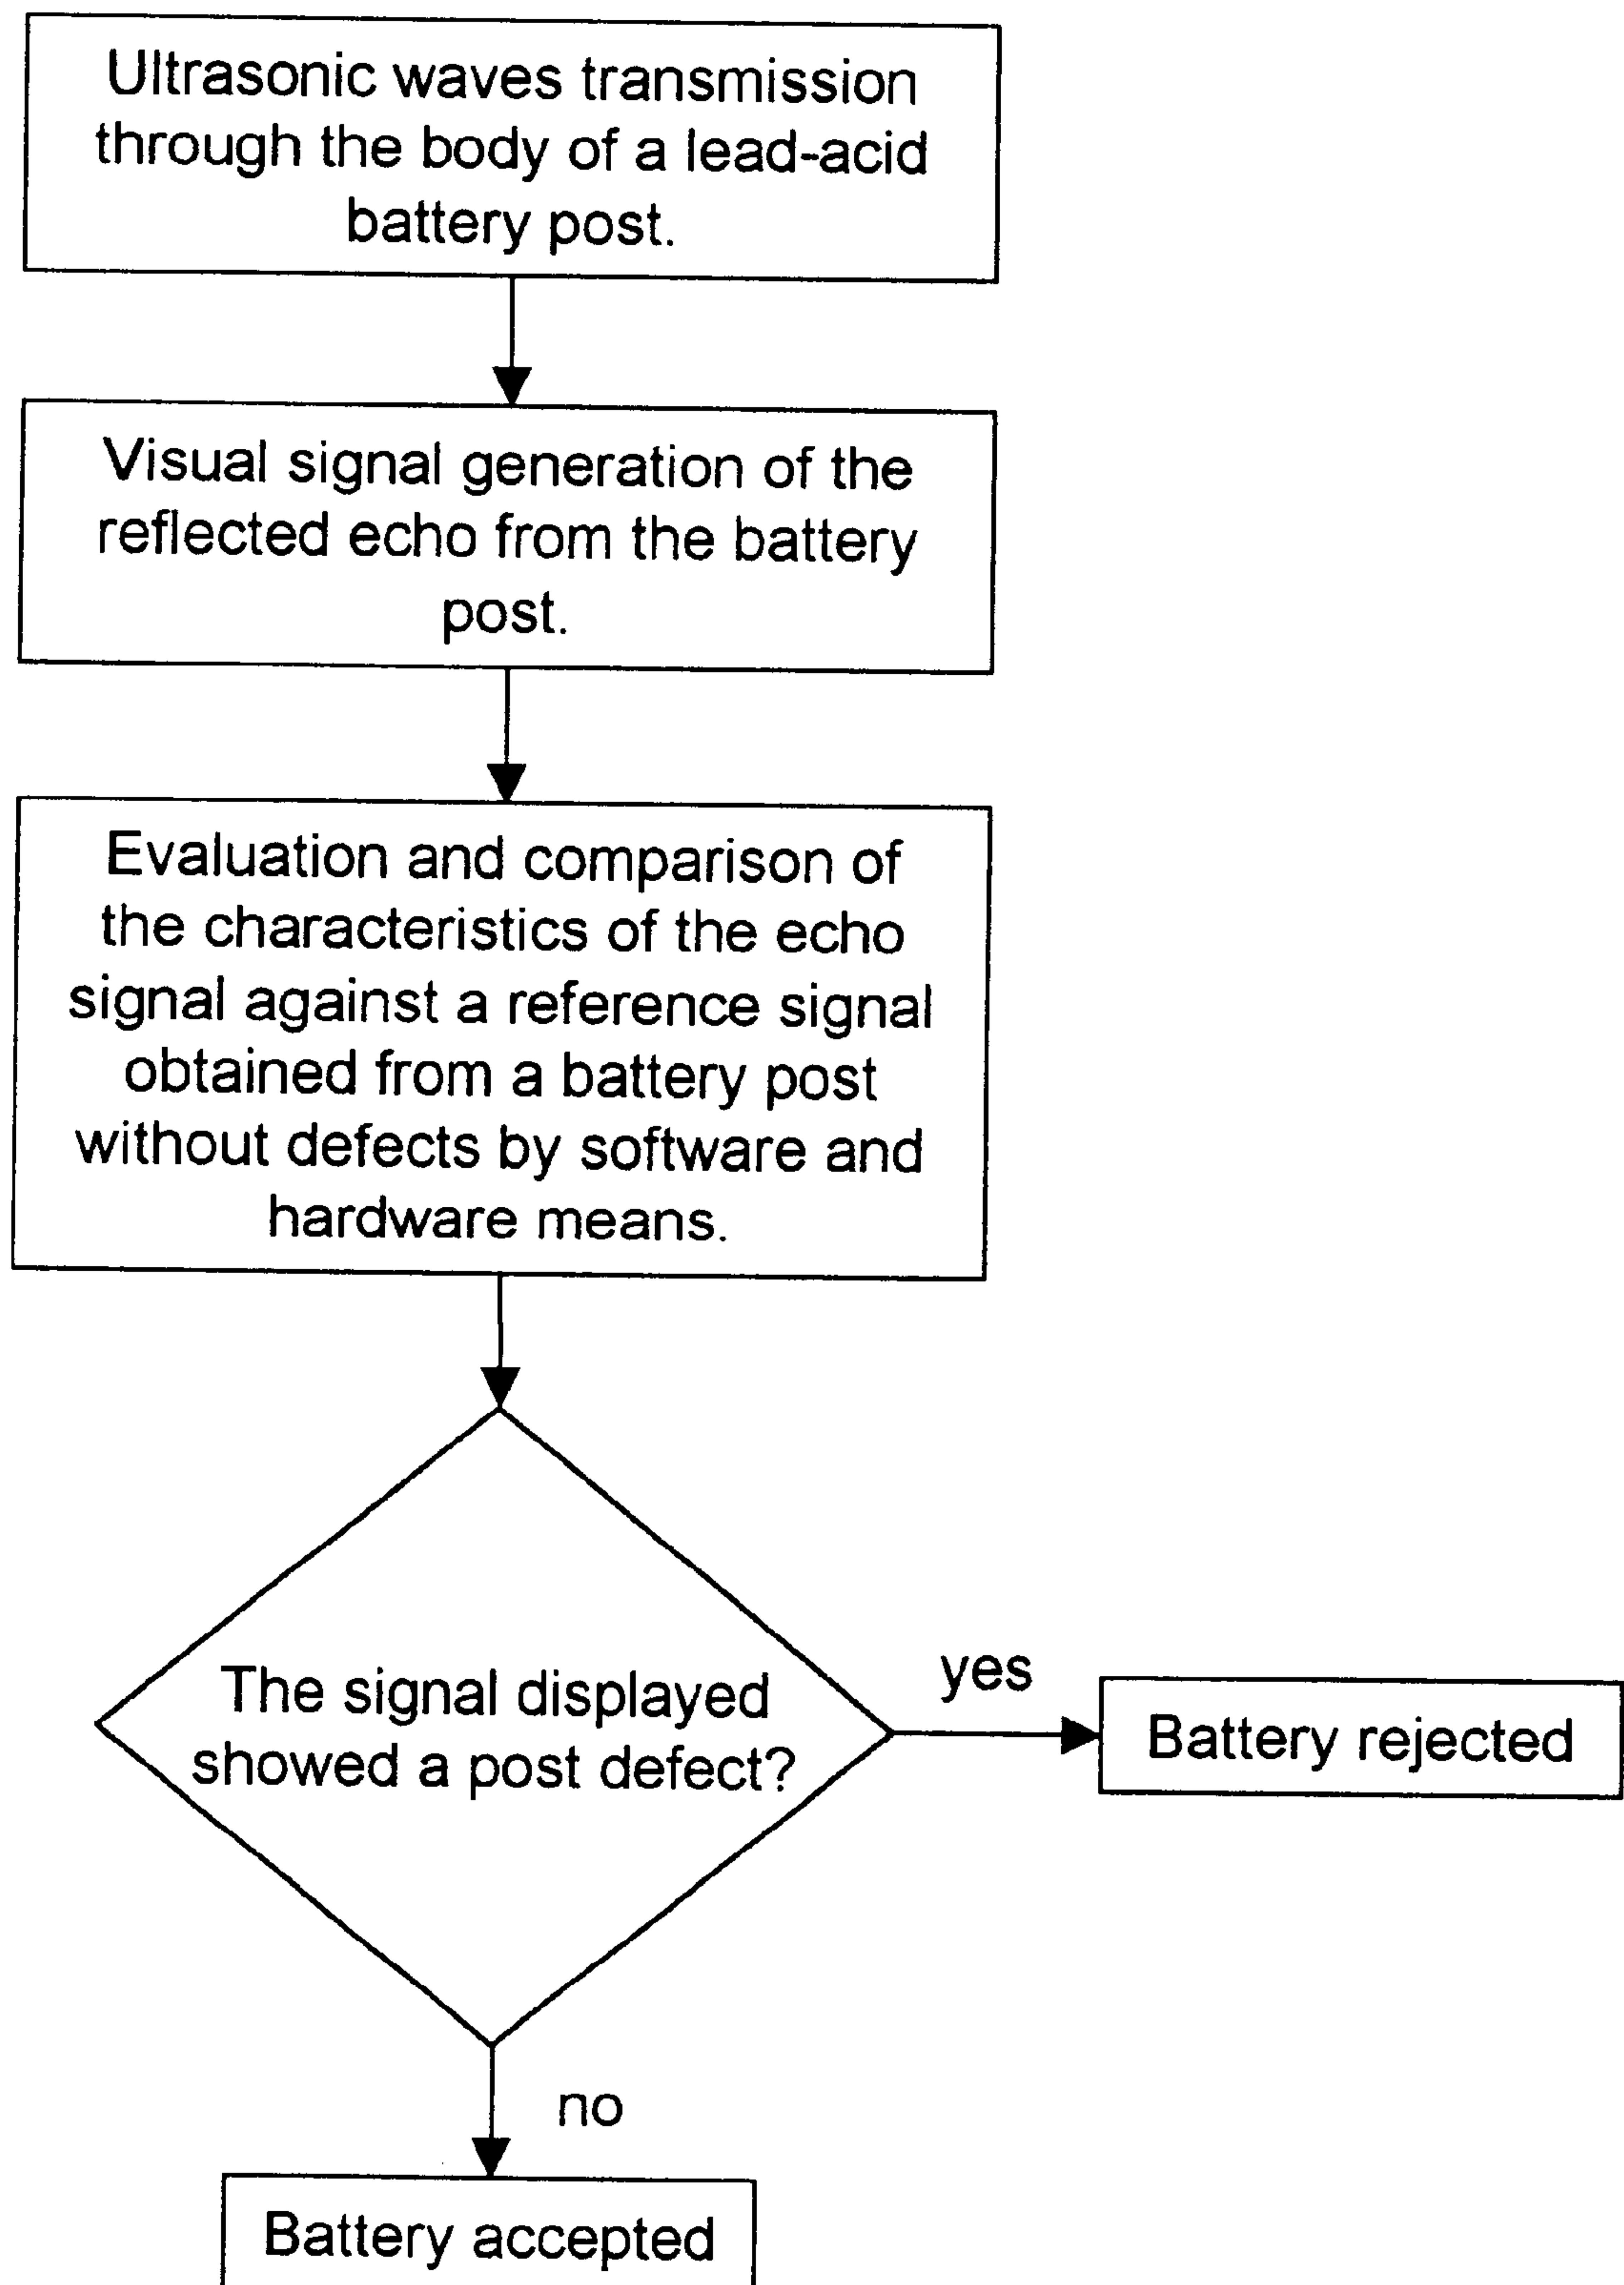 Ultrasonic waves transmission
through the body of a lead-acid
battery post.
Visual signal generation of the
reflected echo from the battery
post.
Evaluation and comparison of
the characteristics of the echo
signal against a reference signal
obtained from a battery post
without defects by software and
hardware means.
The signal displayed
showed a post defect?
yes
Battery rejected
no
Battery accepted